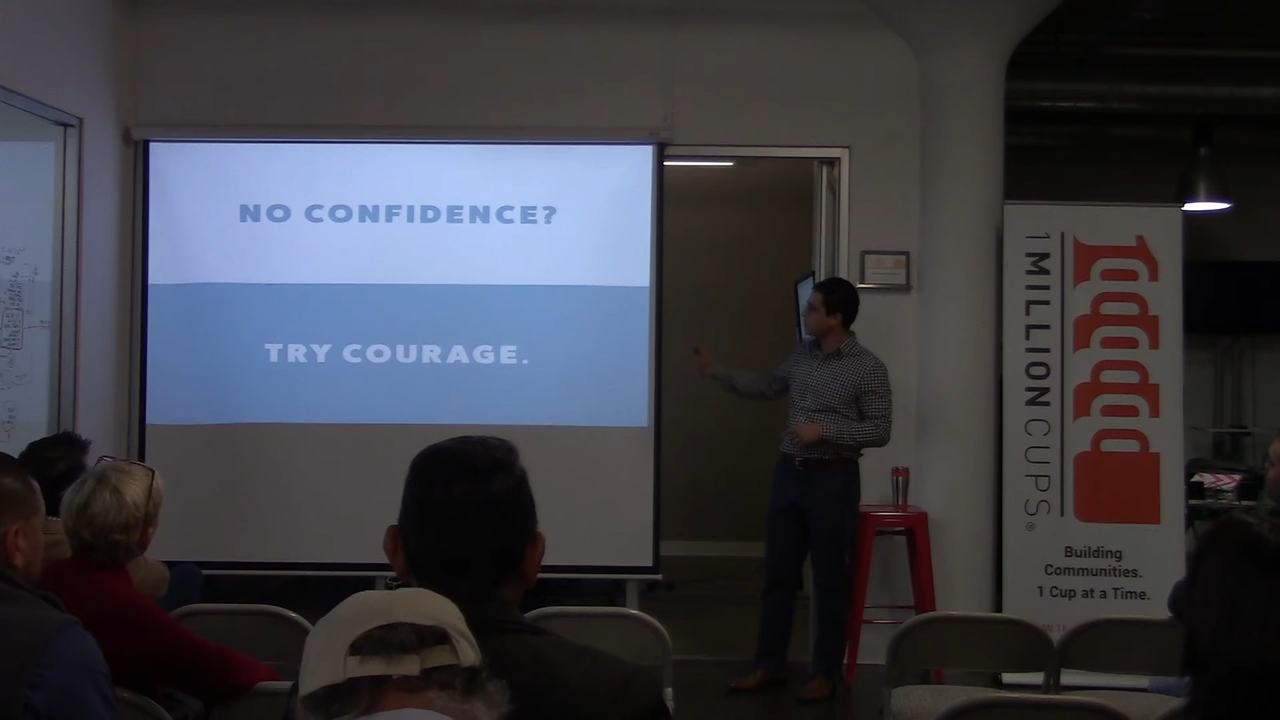 NO CONFIDENCE?
TRY COURAGE.
1MILLIONCUPS®
Building
Communities.
1 Cup at a Time.